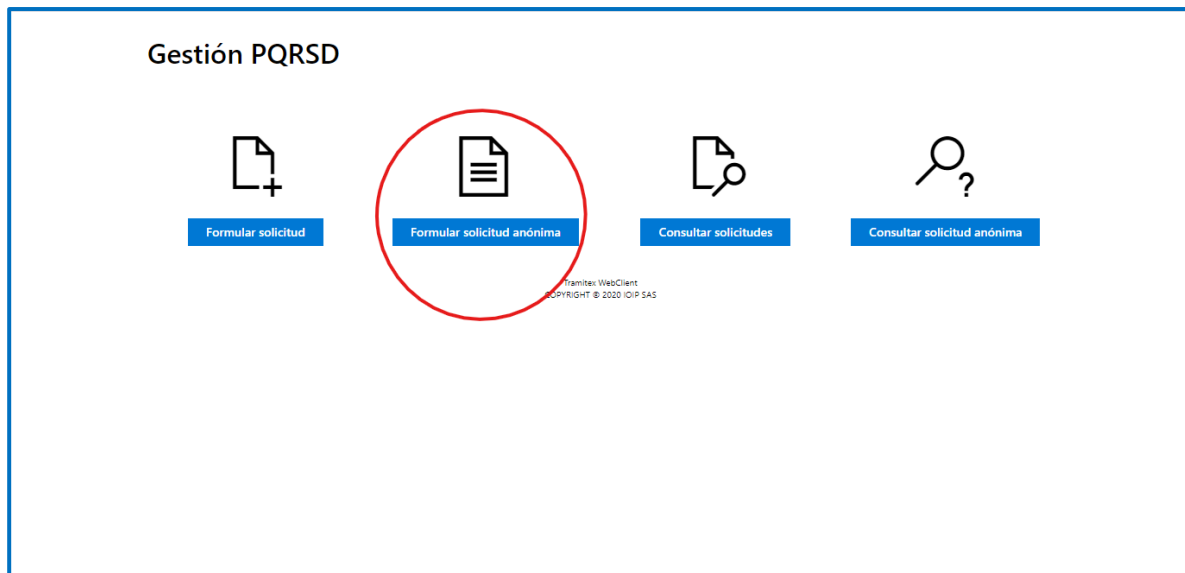 Gestión PQRSD
Formular solicitud
Formular solicitud anónima
Consultar solicitudes
Consultar solicitud anónima
Tramitex WebClient
COPYRIGHT © 2020 IOIP SAS